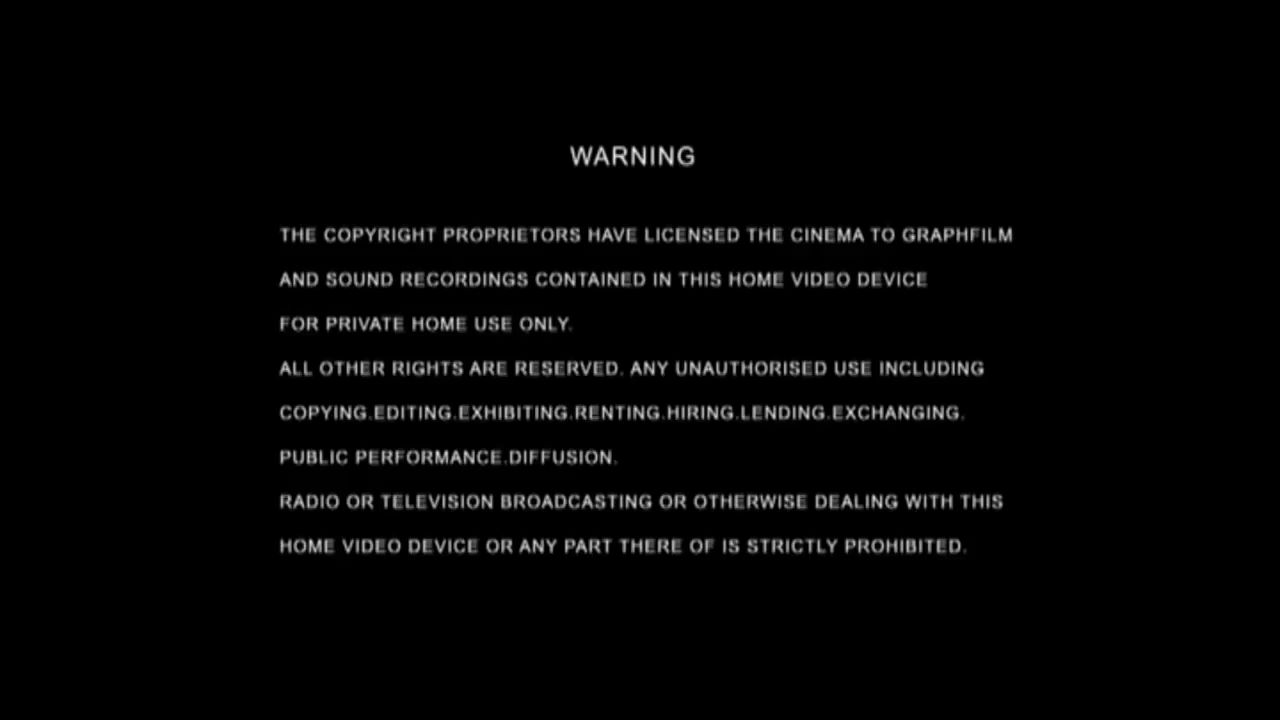 WARNING
THE COPYRIGHT PROPRIETORS HAVE LICENSED THE CINEMA TO GRAPHFILM
AND SOUND RECORDINGS CONTAINED IN THIS HOME VIDEO DEVICE
FOR PRIVATE HOME USE ONLY.
ALL OTHER RIGHTS ARE RESERVED. ANY UNAUTHORISED USE INCLUDING
COPYING.EDITING.EXHIBITING.RENTING.HIRING.LENDING.EXCHANGING.
PUBLIC PERFORMANCE.DIFFUSION.
RADIO OR TELEVISION BROADCASTING OR OTHERWISE DEALING WITH THIS
HOME VIDEO DEVICE OR ANY PART THERE OF IS STRICTLY PROHIBITED.